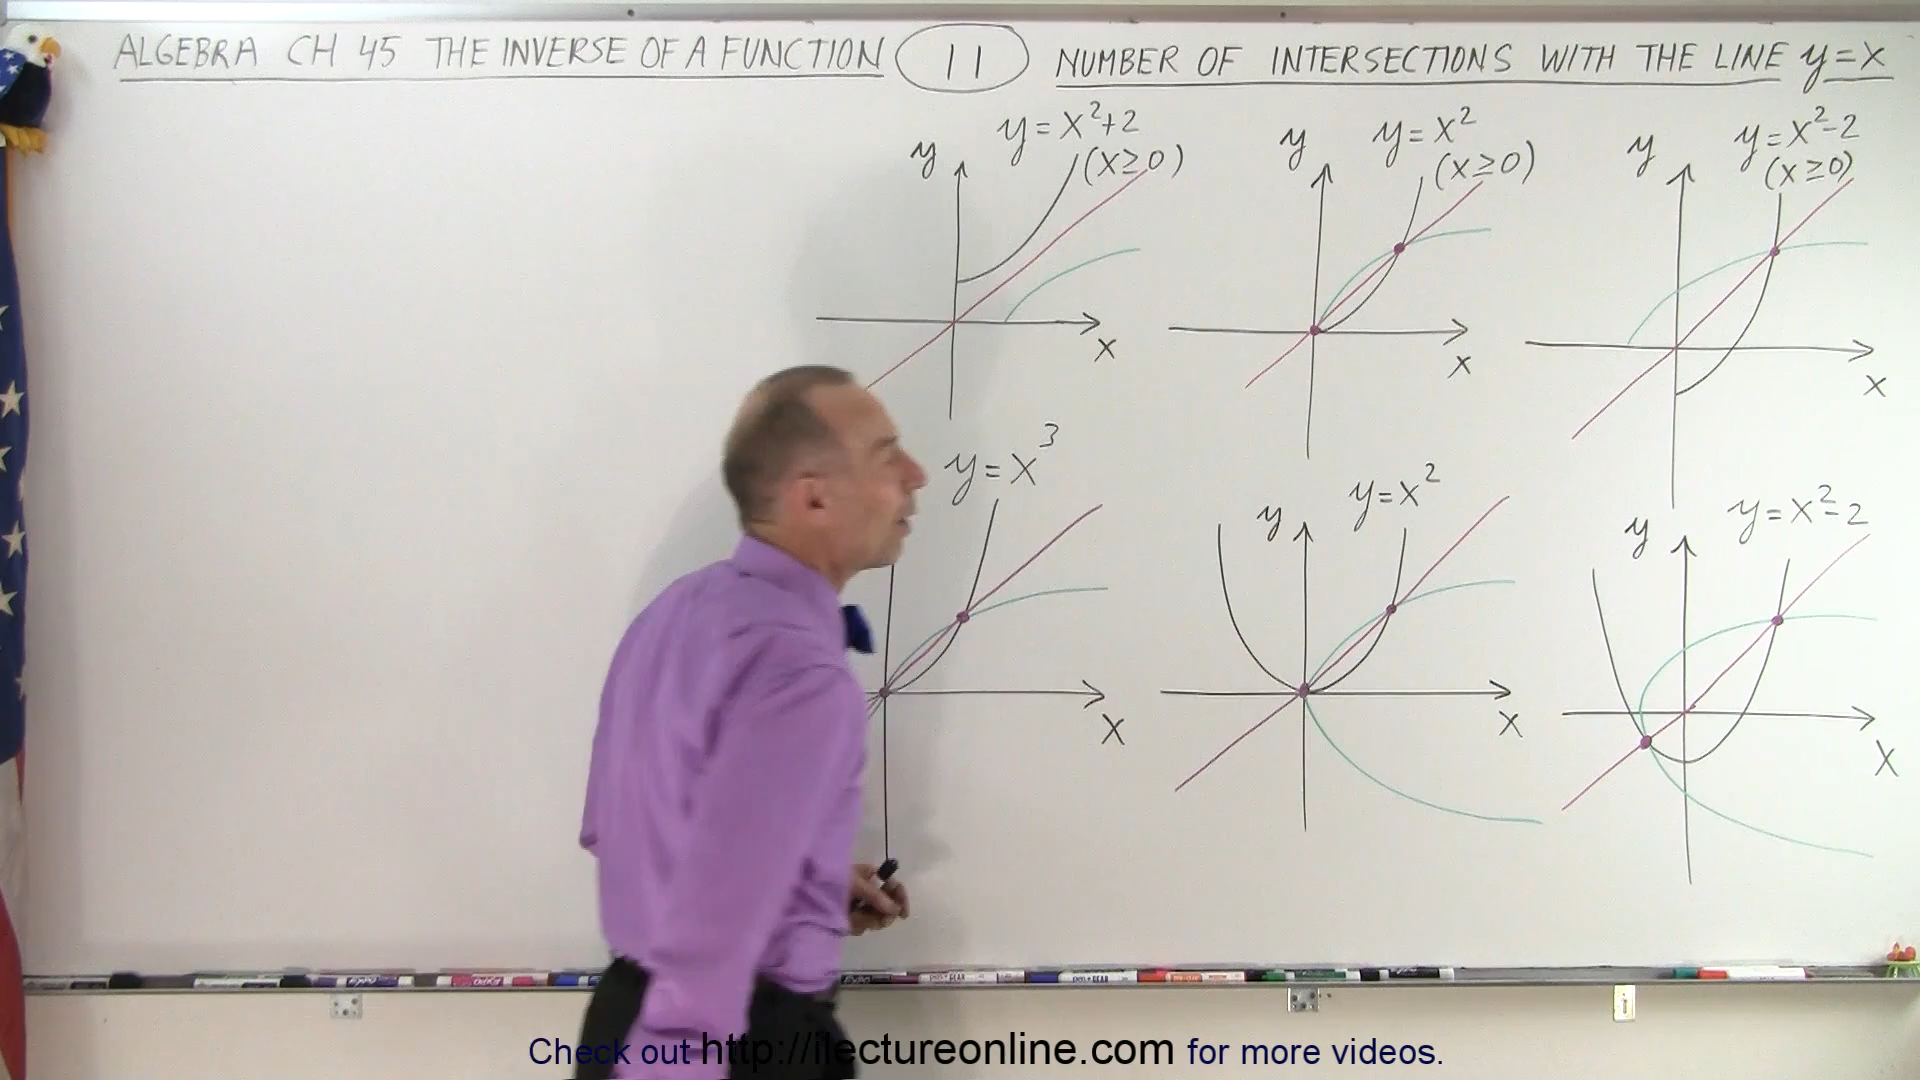 ALGEBRA CH 45 THE INVERSE OF A FUNCTION 11 NUMBER OF INTERSECTIONS WITH THE LINE y=x
y y=x²+2
(x≥0)
x
y y=x²
(x≥0)
x
y y=x²-2
(x≥0)
x
y=x³
x
y y=x²
x
y y=x²-2
x
Check out http://ilectureonline.com for more videos.